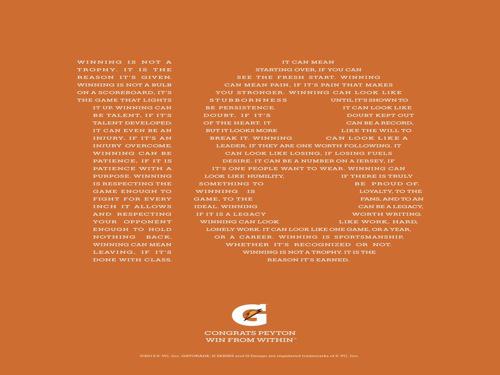 WINNING IS NOT A
TROPHY. IT IS THE
REASON IT'S GIVEN.
WINNING IS NOT A BULB
ON A SCOREBOARD, IT'S
THE GAME THAT LIGHTS
IT UP. WINNING CAN
BE TALENT, IF IT'S
TALENT DEVELOPED.
IT CAN EVEN BE AN
INJURY, IF IT'S AN
INJURY OVERCOME.
WINNING CAN BE
PATIENCE, IF IT IS
PATIENCE WITH A
PURPOSE. WINNING
IS RESPECTING THE
GAME ENOUGH TO
FIGHT FOR EVERY
INCH IT ALLOWS
AND RESPECTING
YOUR OPPONENT
ENOUGH TO HOLD
NOTHING BACK.
WINNING CAN MEAN
LEAVING, IF IT'S
DONE WITH CLASS.
IT CAN MEAN
STARTING OVER, IF YOU CAN
SEE THE FRESH START. WINNING
CAN MEAN PAIN, IF IT'S PAIN THAT MAKES
YOU STRONGER. WINNING CAN LOOK LIKE
STUBBORNNESS UNTIL IT'S SHOWN TO
BE PERSISTENCE. IT CAN LOOK LIKE
DOUBT, IF IT'S DOUBT KEPT OUT
OF THE HEART. IT CAN BE A RECORD,
BUT IT LOOKS MORE LIKE THE WILL TO
BREAK IT. WINNING CAN LOOK LIKE A
LEADER, IF THEY ARE ONE WORTH FOLLOWING. IT
CAN LOOK LIKE LOSING, IF LOSING FUELS
DESIRE. IT CAN BE A NUMBER ON A JERSEY, IF
IT'S ONE PEOPLE WANT TO WEAR. WINNING CAN
LOOK LIKE HUMILITY, IF THERE IS TRULY
SOMETHING TO BE PROUD OF.
WINNING IS LOYALTY, TO THE
GAME, TO THE FANS, AND TO AN
IDEAL. WINNING CAN BE A LEGACY,
IF IT IS A LEGACY WORTH WRITING.
WINNING CAN LOOK LIKE WORK, HARD,
LONELY WORK. IT CAN LOOK LIKE ONE GAME, OR A YEAR,
OR A CAREER. WINNING IS SPORTSMANSHIP,
WHETHER IT'S RECOGNIZED OR NOT.
WINNING IS NOT A TROPHY. IT IS THE
REASON IT'S EARNED.
G
CONGRATS PEYTON
WIN FROM WITHIN™